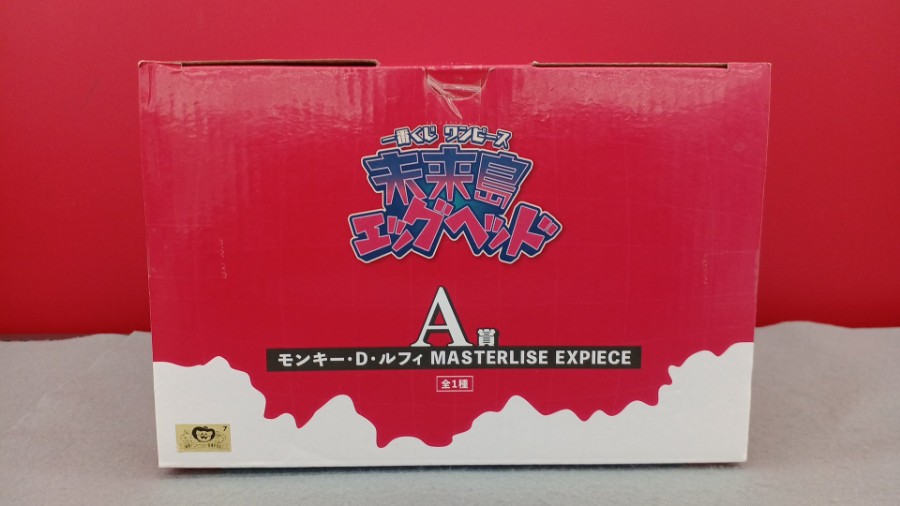 一番くじ ワンピース
未来島
エッグヘッド
A賞
モンキー・D・ルフィ MASTERLISE EXPIECE
全1種
7